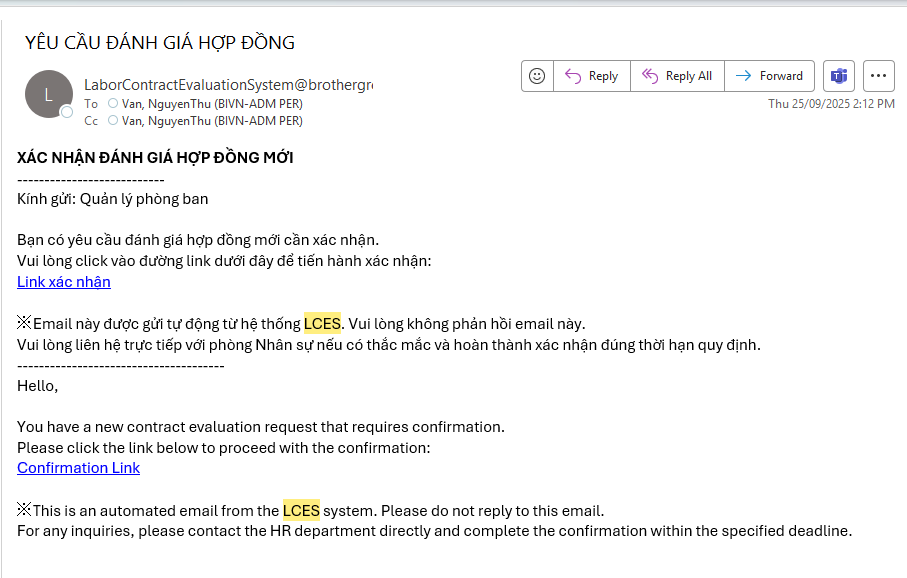 YÊU CẦU ĐÁNH GIÁ HỢP ĐỒNG
L
LaborContractEvaluationSystem@brothergr
To Van, NguyenThu (BIVN-ADM PER)
Cc Van, NguyenThu (BIVN-ADM PER)
Reply
Reply All
Forward
Thu 25/09/2025 2:12 PM
XÁC NHẬN ĐÁNH GIÁ HỢP ĐỒNG MỚI
---------------------------
Kính gửi: Quản lý phòng ban
Bạn có yêu cầu đánh giá hợp đồng mới cần xác nhận.
Vui lòng click vào đường link dưới đây để tiến hành xác nhận:
Link xác nhận
※Email này được gửi tự động từ hệ thống LCES. Vui lòng không phản hồi email này.
Vui lòng liên hệ trực tiếp với phòng Nhân sự nếu có thắc mắc và hoàn thành xác nhận đúng thời hạn quy định.
--------------------------------------
Hello,
You have a new contract evaluation request that requires confirmation.
Please click the link below to proceed with the confirmation:
Confirmation Link
※This is an automated email from the LCES system. Please do not reply to this email.
For any inquiries, please contact the HR department directly and complete the confirmation within the specified deadline.